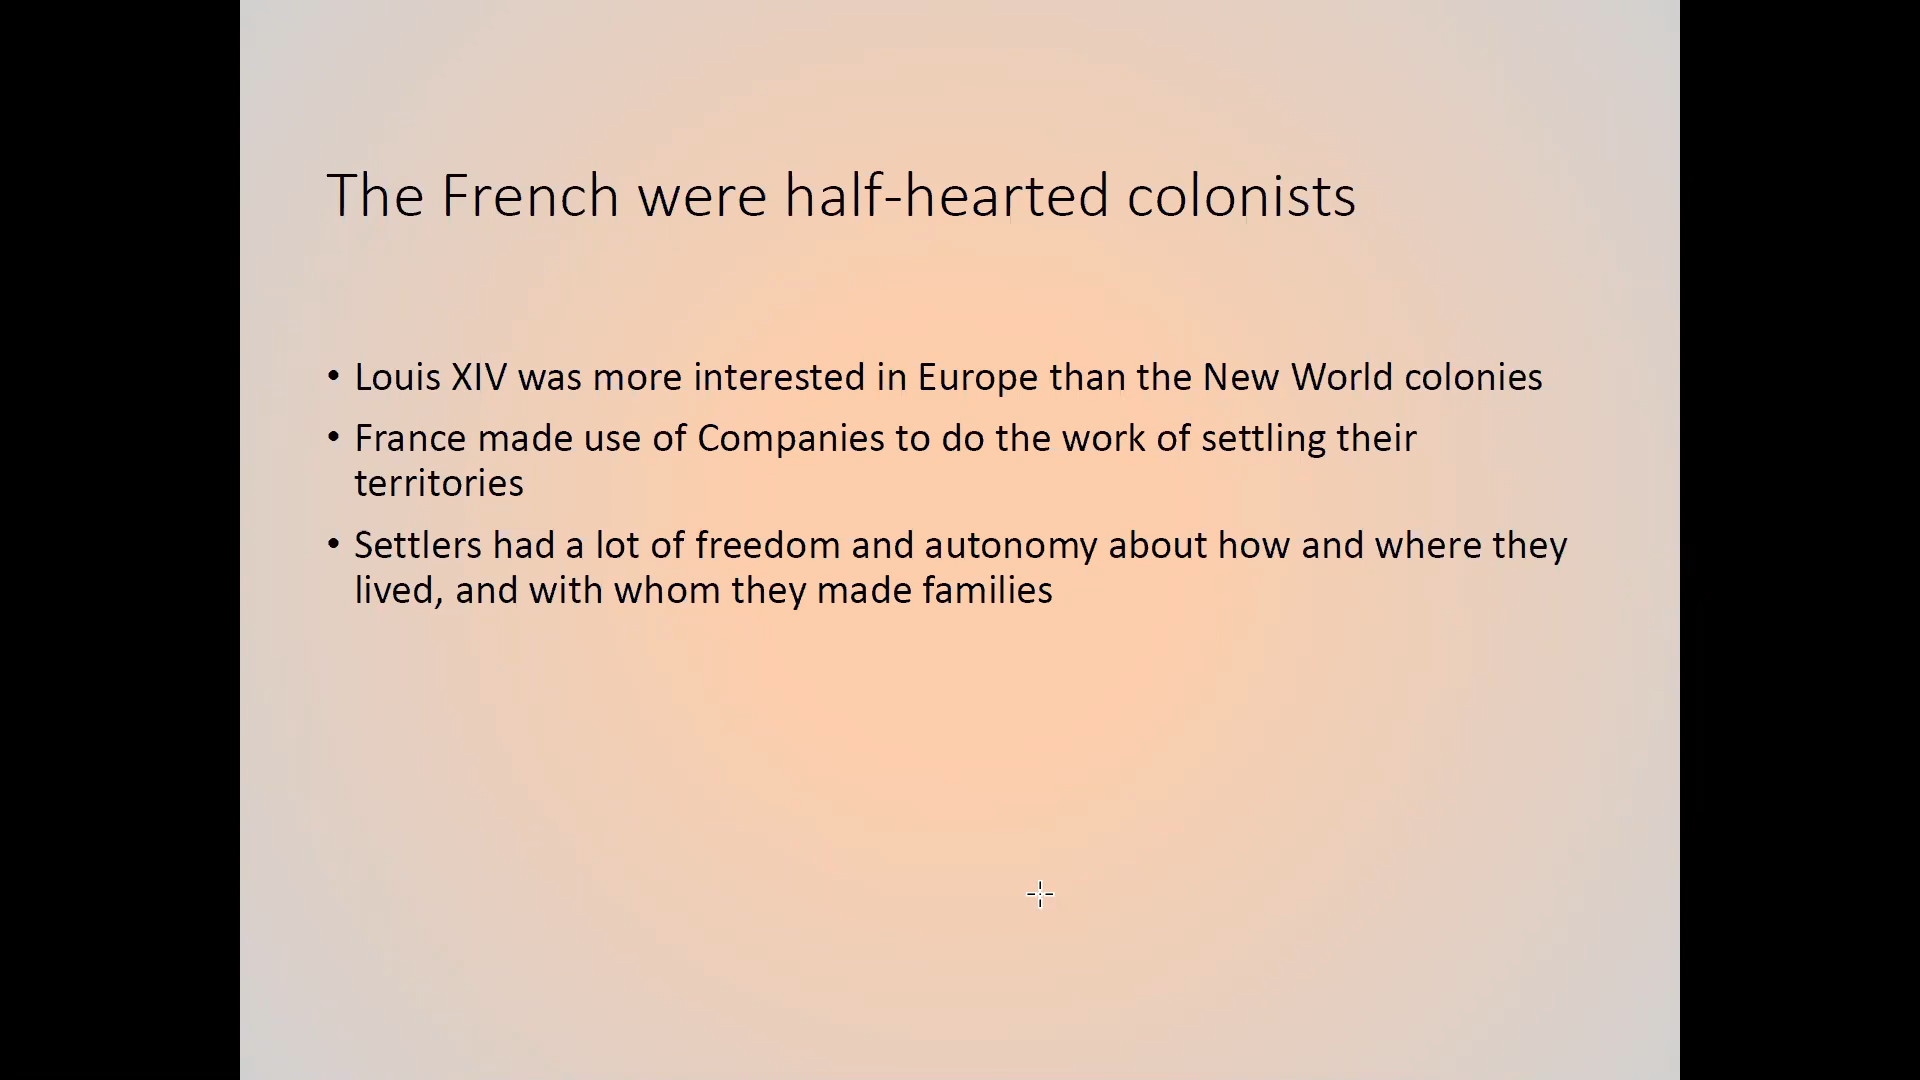 The French were half-hearted colonists
• Louis XIV was more interested in Europe than the New World colonies
• France made use of Companies to do the work of settling their
territories
• Settlers had a lot of freedom and autonomy about how and where they
lived, and with whom they made families